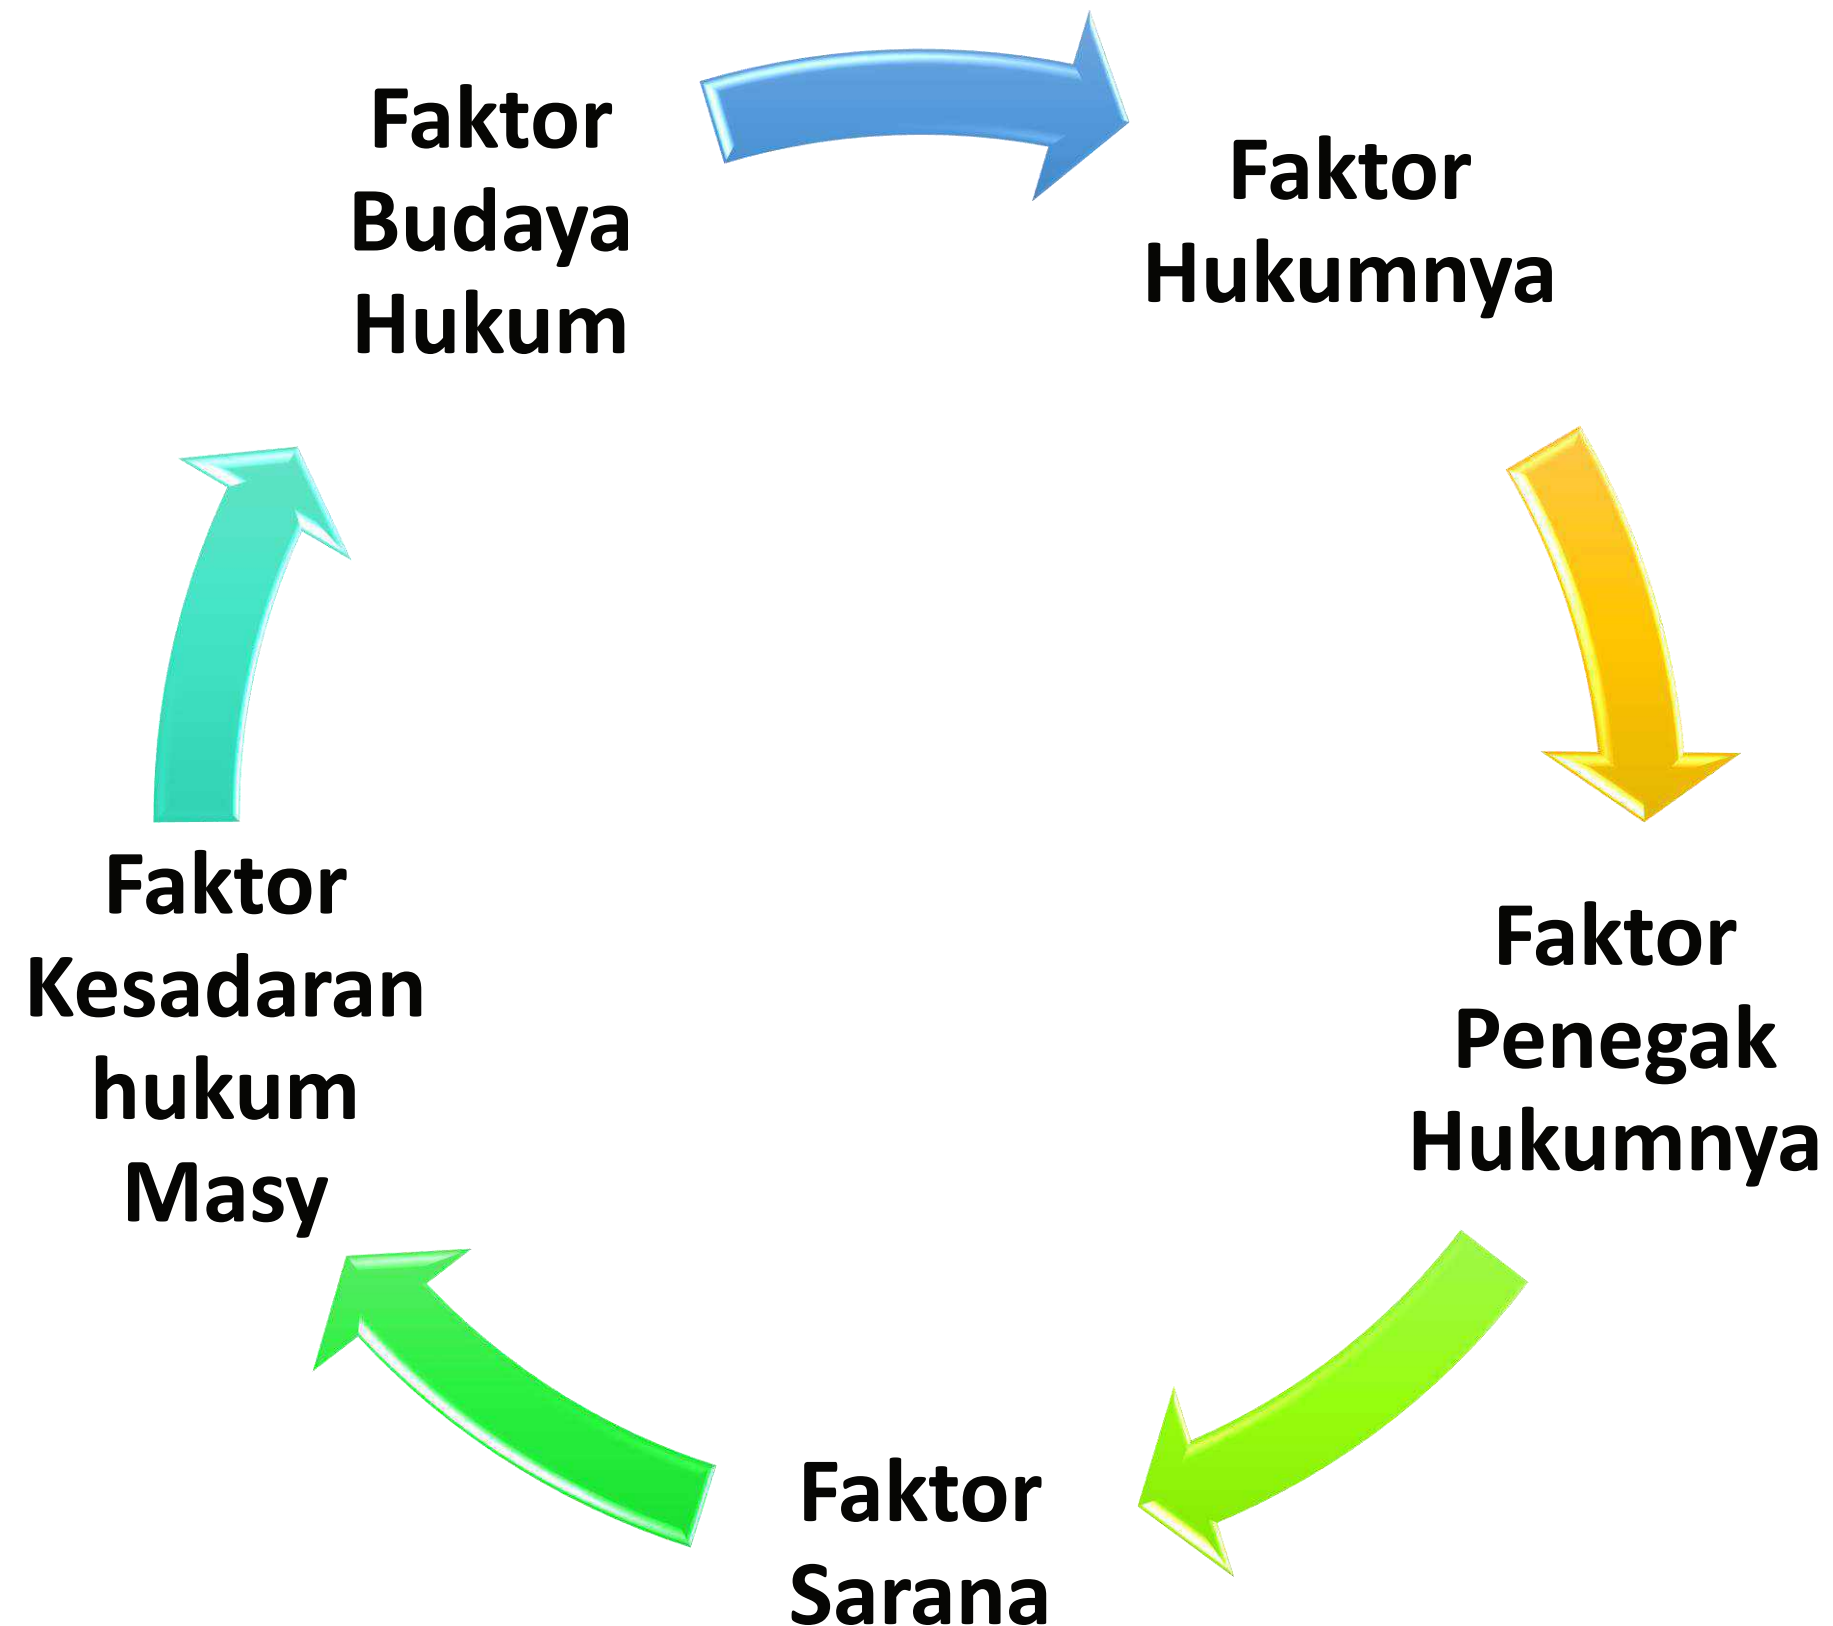 Faktor
Budaya
Hukum
Faktor
Hukumnya
Faktor
Penegak
Hukumnya
Faktor
Sarana
Faktor
Kesadaran
hukum
Masy